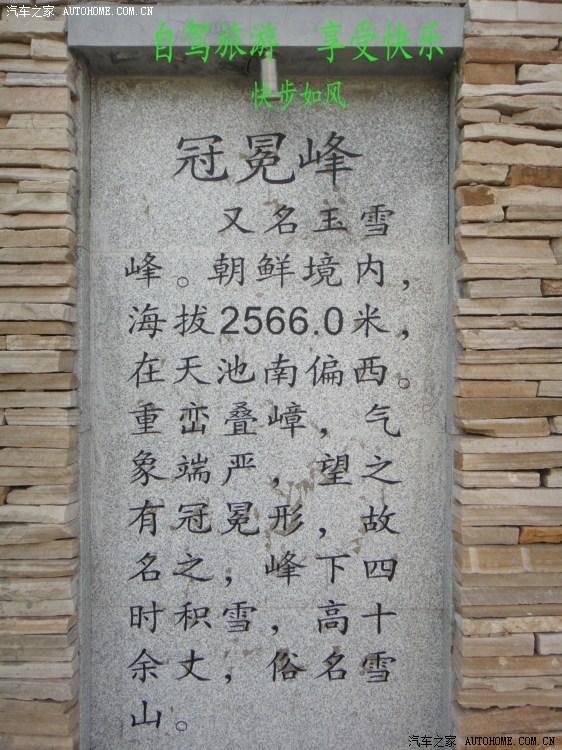 汽车之家 AUTOHOME.COM.CN
自驾旅游 享受快乐
快步如风
冠冕峰
又名玉雪
峰。朝鲜境内，
海拔2566.0米，
在天池南偏西。
重峦叠嶂，气
象端严，望之
有冠冕形，故
名之，峰下四
时积雪，高十
余丈，俗名雪
山。
汽车之家 AUTOHOME.COM.CN